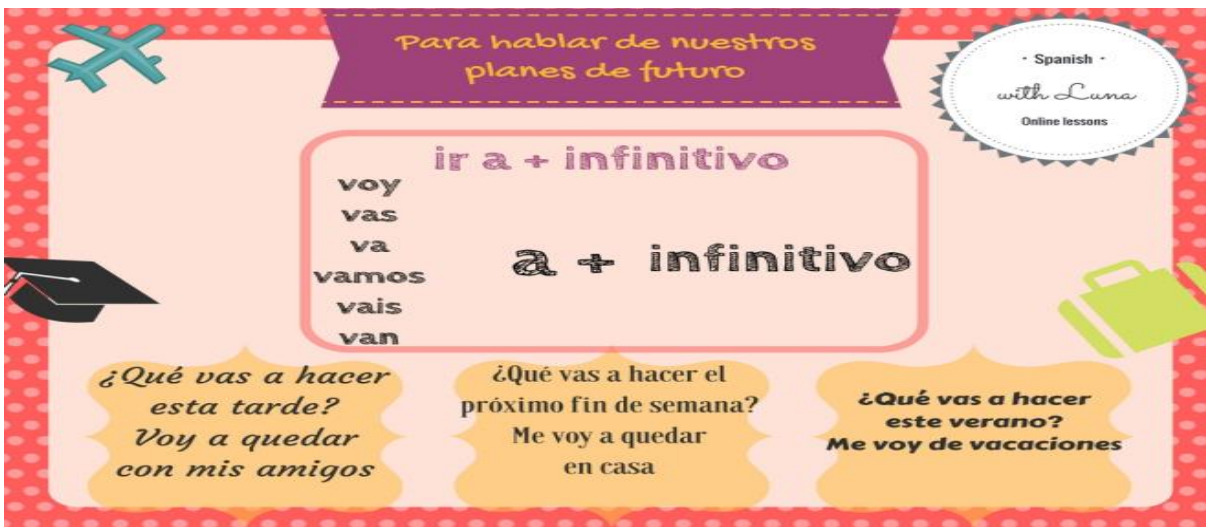 Para hablar de nuestros
planes de futuro
· Spanish ·
with Luna
Online lessons
ir a + infinitivo
voy
vas
va
vamos
vais
van
a + infinitivo
¿Qué vas a hacer
esta tarde?
Voy a quedar
con mis amigos
¿Qué vas a hacer el
próximo fin de semana?
Me voy a quedar
en casa
¿Qué vas a hacer
este verano?
Me voy de vacaciones